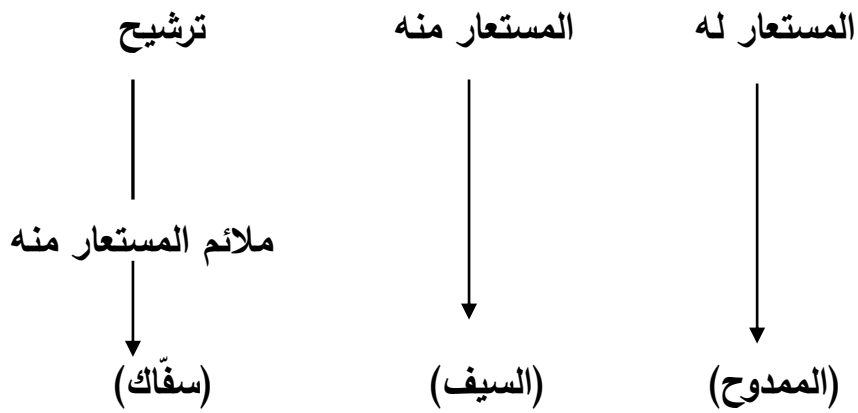 المستعار له المستعار منه ترشيح
ملائم المستعار منه
(الممدوح) (السيف) (سفّاك)